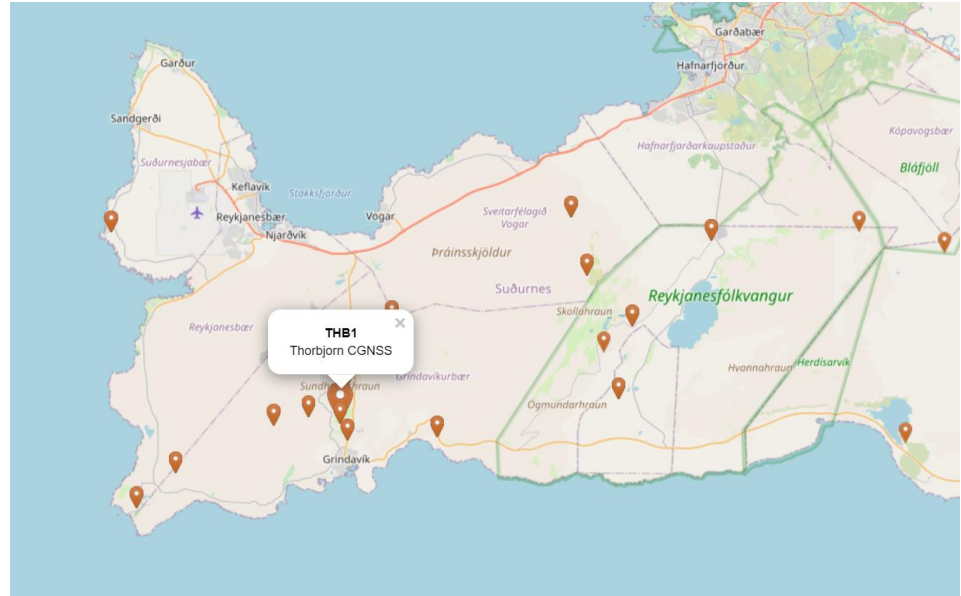 Garðabær
Garður
Hafnarfjörður
Sandgerði
Kópavogsbær
Hafnarfjarðarkaupstaður
Suðurnesjabær
Bláfjöll
Keflavík
Stakksfjörður
Reykjanesbær
Vogar
Sveitarfélagið
Vogar
Njarðvík
Þráinsskjöldur
Suðurnes
Reykjanesfólkvangur
Skollahraun
Reykjanesbær
THB1
×
Thorbjorn CGNSS
Herdísarvík
Hvannahraun
Grindavíkurbær
Ögmundarhraun
Grindavík